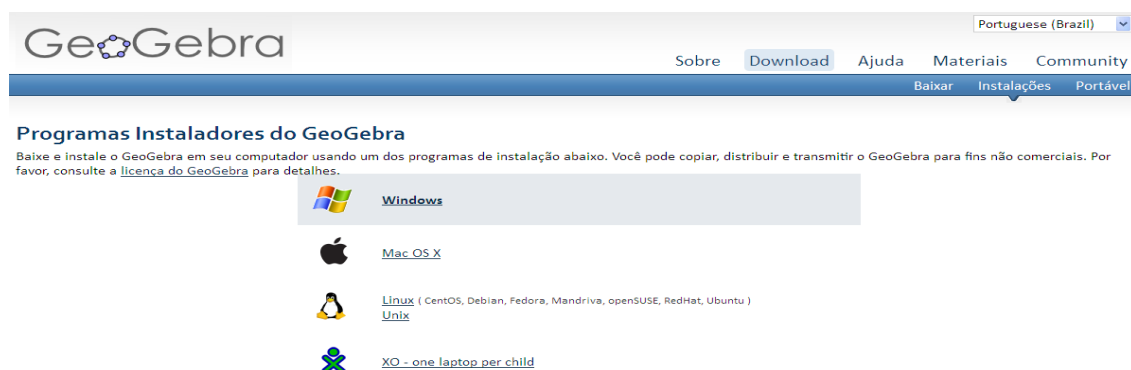 Portuguese (Brazil)
GeoGebra
Sobre Download Ajuda Materiais Community
Baixar Instalações Portável
Programas Instaladores do GeoGebra
Baixe e instale o GeoGebra em seu computador usando um dos programas de instalação abaixo. Você pode copiar, distribuir e transmitir o GeoGebra para fins não comerciais. Por
favor, consulte a licença do GeoGebra para detalhes.
Windows
Mac OS X
Linux ( CentOS, Debian, Fedora, Mandriva, openSUSE, RedHat, Ubuntu )
Unix
XO - one laptop per child